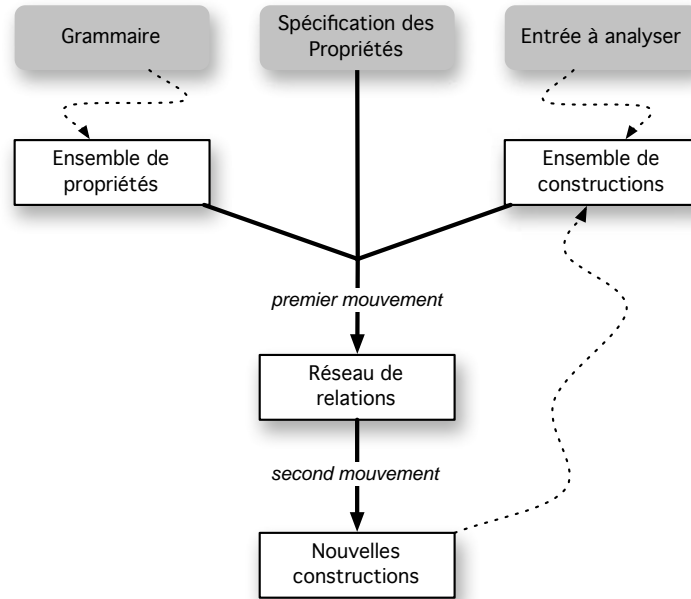 Grammaire
Spécification des
Propriétés
Entrée à analyser
Ensemble de
propriétés
Ensemble de
constructions
premier mouvement
Réseau de
relations
second mouvement
Nouvelles
constructions